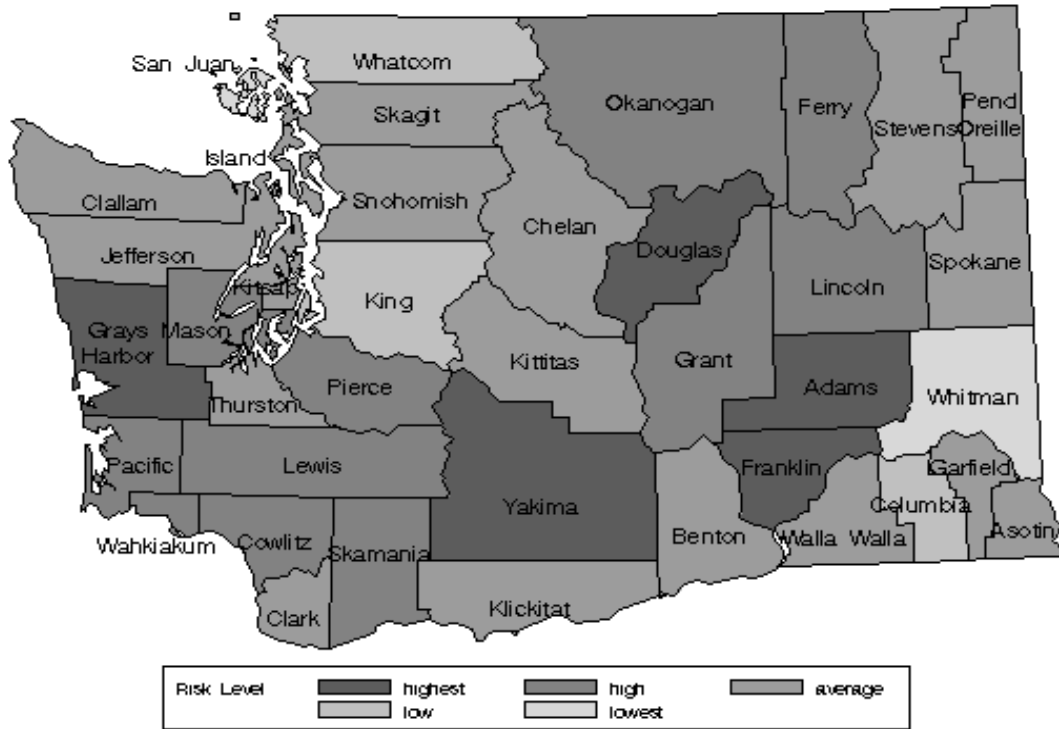 San Juan
Whatcom
Okanogan
Ferry
Pend
Oreille
Stevens
Skagit
Island
Clallam
Snohomish
Chelan
Douglas
Jefferson
Spokane
Kitsap
King
Lincoln
Grays
Harbor
Mason
Kittitas
Grant
Pierce
Adams
Whitman
Thurston
Pacific
Lewis
Franklin
Garfield
Yakima
Columbia
Wahkiakum
Cowlitz
Skamania
Benton
Walla Walla
Asotin
Clark
Klickitat
Risk Level highest high average
low lowest